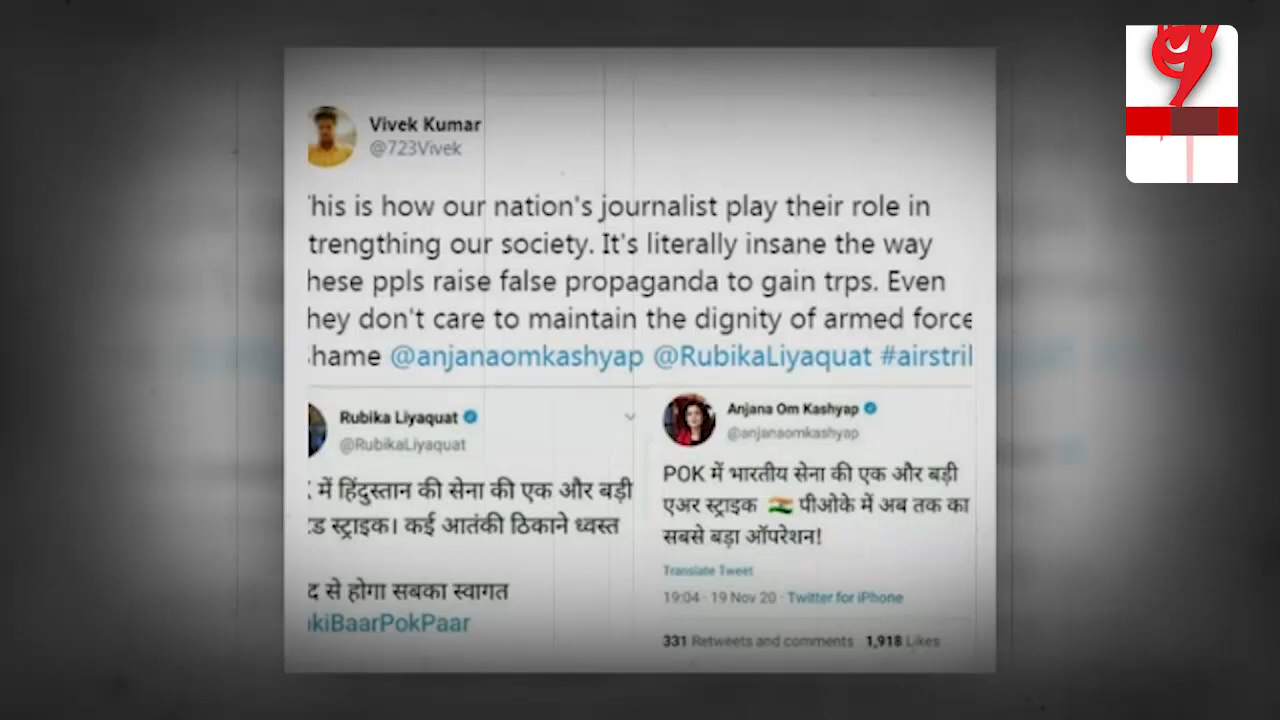 Vivek Kumar
@723Vivek
his is how our nation's journalist play their role in
trengthing our society. It's literally insane the way
hese ppls raise false propaganda to gain trps. Even
hey don't care to maintain the dignity of armed force
hame @anjanaomkashyap @RubikaLiyaquat #airstri
Rubika Liyaquat
@RubikaLiyaquat
में हिंदुस्तान की सेना की एक और बड़ी
स्ट्राइक। कई आतंकी ठिकाने ध्वस्त
से होगा सबका स्वागत
kiBaarPokPaar
Anjana Om Kashyap
@anjanaomkashyap
POK में भारतीय सेना की एक और बड़ी
एअर स्ट्राइक 🇮🇳 पीओके में अब तक का
सबसे बड़ा ऑपरेशन!
Translate Tweet
19:04 · 19 Nov 20 · Twitter for iPhone
331 Retweets and comments 1,918 Likes